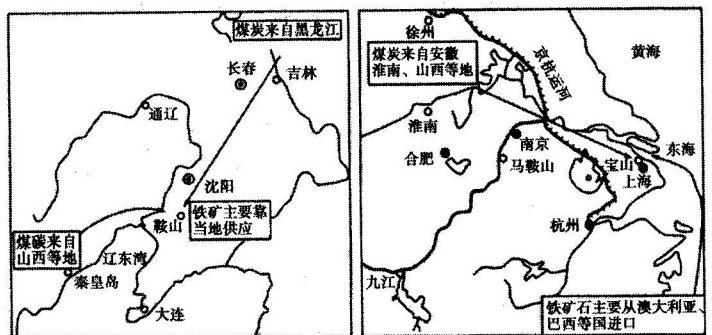 煤炭来自黑龙江
长春
吉林
通辽
沈阳
鞍山
铁矿主要靠
当地供应
煤碳来自
山西等地
辽东湾
秦皇岛
大连
徐州
煤炭来自安徽
淮南、山西等地
京杭运河
黄海
淮南
南京
合肥
马鞍山
宝山
东海
上海
杭州
九江
铁矿石主要从澳大利亚、
巴西等国进口